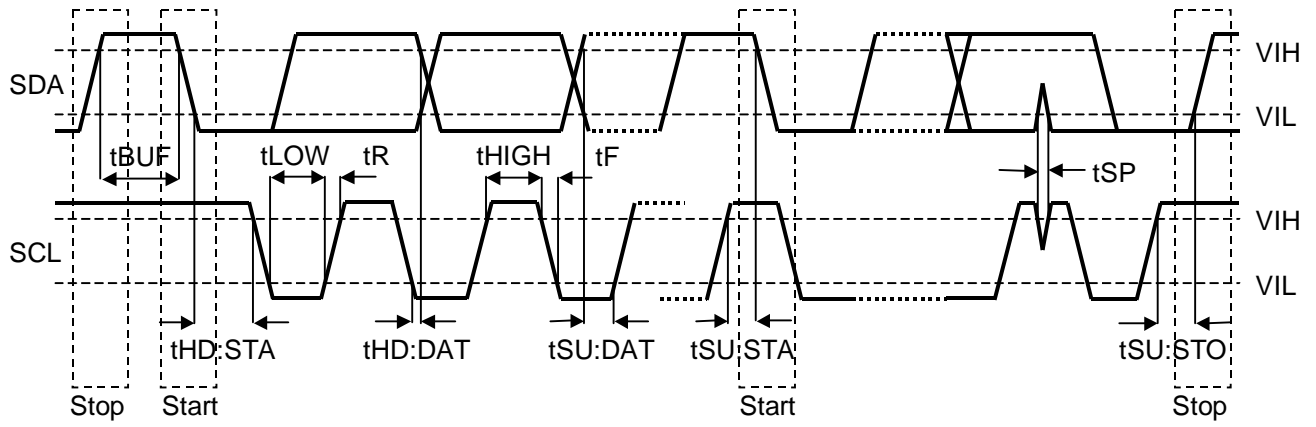 VIH
SDA
VIL
tBUF tLOW tR tHIGH tF
tSP
VIH
SCL
VIL
tHD:STA tHD:DAT tSU:DAT tSU:STA tSU:STO
Stop Start Start Stop